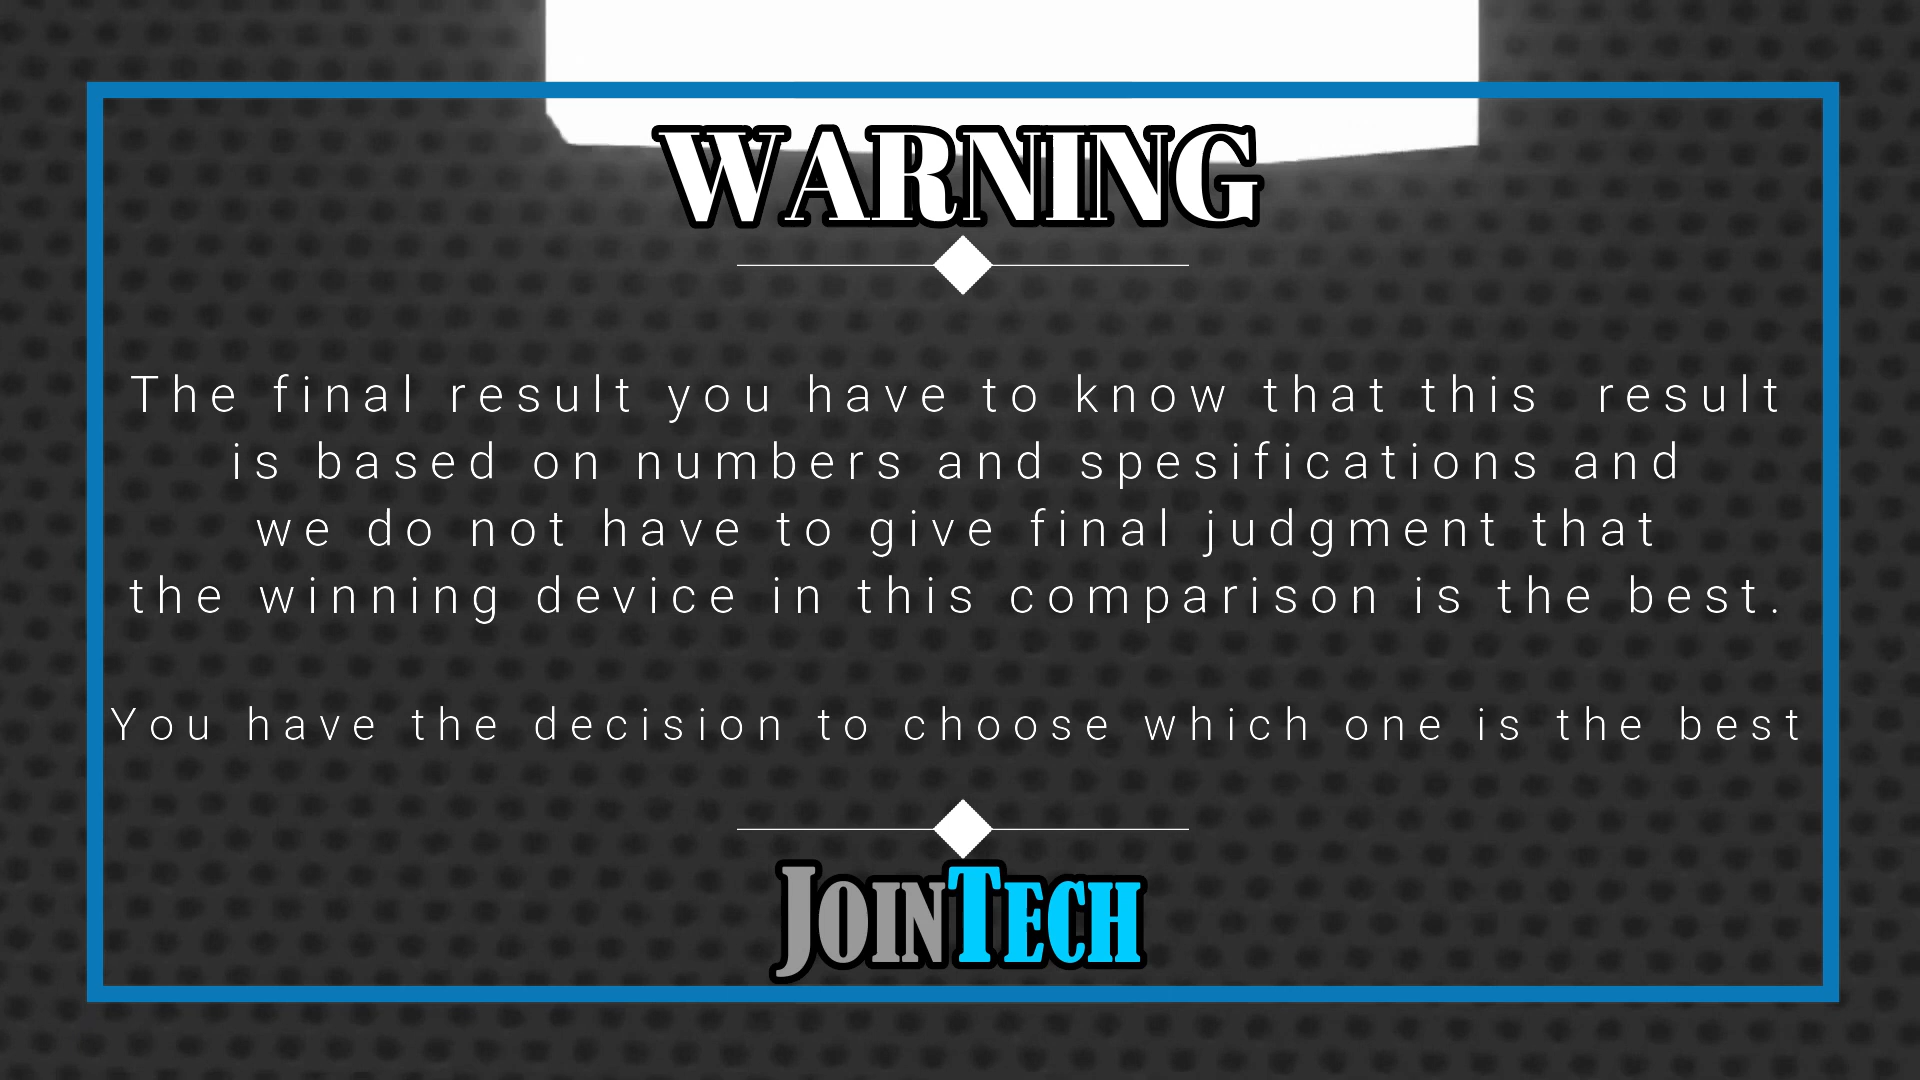 WARNING
The final result you have to know that this result
is based on numbers and spesifications and
we do not have to give final judgment that
the winning device in this comparison is the best.
You have the decision to choose which one is the best
JOINTECH